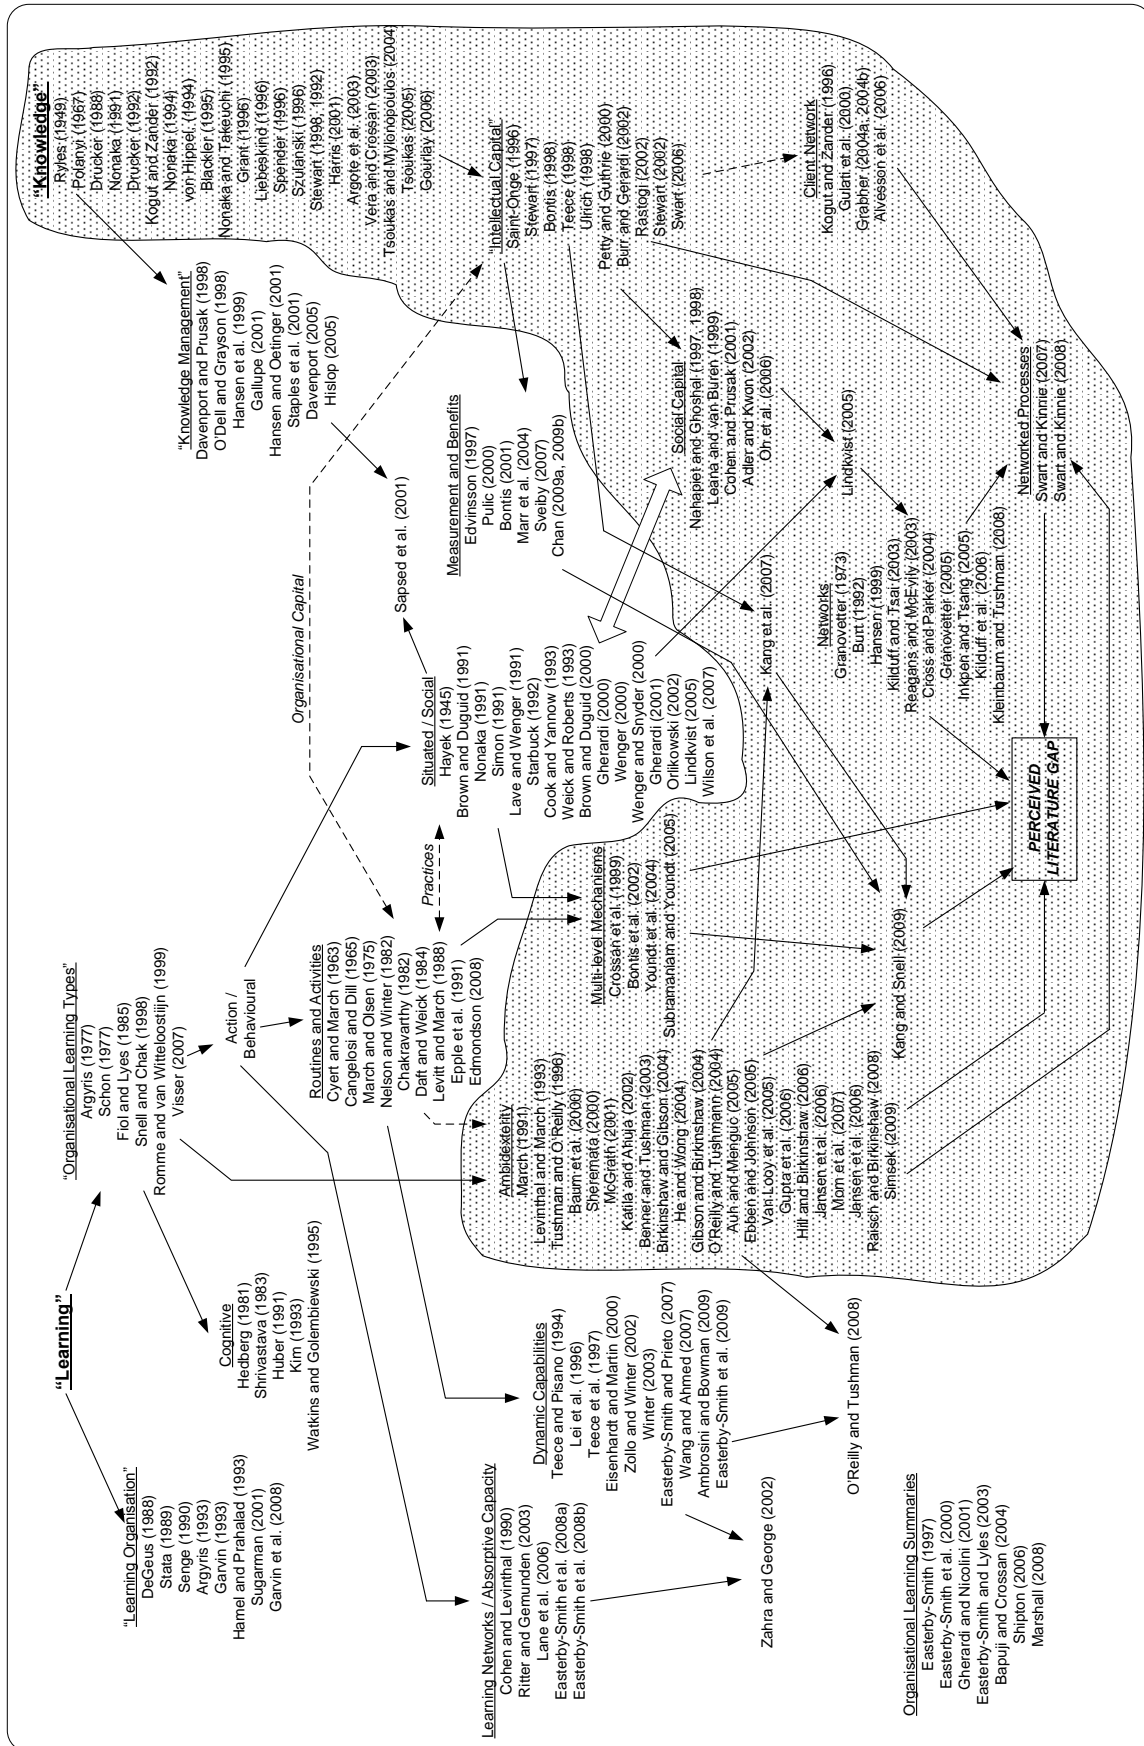 "Learning"
"Learning Organisation"
DeGeus (1988)
Stata (1989)
Senge (1990)
Argyris (1993)
Garvin (1993)
Hamel and Prahalad (1993)
Sugarman (2001)
Garvin et al. (2008)
"Organisational Learning Types"
Argyris (1977)
Schon (1977)
Fiol and Lyes (1985)
Snell and Chak (1998)
Romme and van Witteloostijn (1999)
Visser (2007)
Cognitive
Hedberg (1981)
Shrivastava (1983)
Huber (1991)
Kim (1993)
Watkins and Golembiewski (1995)
Action /
Behavioural
"Knowledge"
Ryles (1949)
Polanyi (1967)
Drucker (1988)
Nonaka (1991)
Drucker (1992)
Kogut and Zander (1992)
Nonaka (1994)
von Hippel. (1994)
Blackler (1995)
Nonaka and Takeuchi (1995)
Grant (1996)
Liebeskind (1996)
Spender (1996)
Szulanski (1996)
Stewart (1998, 1992)
Harris (2001)
Argote et al. (2003)
Vera and Crossan (2003)
Tsoukas and Mylonopoulos (2004)
Tsoukas (2005)
Gourlay (2006)
"Knowledge Management"
Davenport and Prusak (1998)
O'Dell and Grayson (1998)
Hansen et al. (1999)
Gallupe (2001)
Hansen and Oetinger (2001)
Staples et al. (2001)
Davenport (2005)
Hislop (2005)
Organisational Capital
Sapsed et al. (2001)
Routines and Activities
Cyert and March (1963)
Cangelosi and Dill (1965)
March and Olsen (1975)
Nelson and Winter (1982)
Chakravarthy (1982)
Daft and Weick (1984)
Levitt and March (1988)
Epple et al. (1991)
Edmondson (2008)
Practices
Situated / Social
Hayek (1945)
Brown and Duguid (1991)
Nonaka (1991)
Simon (1991)
Lave and Wenger (1991)
Starbuck (1992)
Cook and Yannow (1993)
Weick and Roberts (1993)
Brown and Duguid (2000)
Gherardi (2000)
Wenger (2000)
Wenger and Snyder (2000)
Gherardi (2001)
Orlikowski (2002)
Lindkvist (2005)
Wilson et al. (2007)
Measurement and Benefits
Edvinsson (1997)
Pulic (2000)
Bontis (2001)
Marr et al. (2004)
Sveiby (2007)
Chan (2009a, 2009b)
"Intellectual Capital"
Saint-Onge (1996)
Stewart (1997)
Bontis (1998)
Teece (1998)
Ulrich (1998)
Petty and Guthrie (2000)
Burr and Gerardi (2002)
Rastogi (2002)
Stewart (2002)
Swart (2006)
Learning Networks / Absorptive Capacity
Cohen and Levinthal (1990)
Ritter and Gemunden (2003)
Lane et al. (2006)
Easterby-Smith et al. (2008a)
Easterby-Smith et al. (2008b)
Dynamic Capabilities
Teece and Pisano (1994)
Lei et al. (1996)
Teece et al. (1997)
Eisenhardt and Martin (2000)
Zollo and Winter (2002)
Winter (2003)
Easterby-Smith and Prieto (2007)
Wang and Ahmed (2007)
Ambrosini and Bowman (2009)
Easterby-Smith et al. (2009)
Ambidexterity
March (1991)
Levinthal and March (1993)
Tushman and O'Reilly (1996)
Baum et al. (2000)
Sheremata (2000)
McGrath (2001)
Katila and Ahuja (2002)
Benner and Tushman (2003)
Birkinshaw and Gibson (2004)
He and Wong (2004)
Gibson and Birkinshaw (2004)
O'Reilly and Tushmann (2004)
Auh and Menguc (2005)
Ebben and Johnson (2005)
Van Looy et al. (2005)
Gupta et al. (2006)
Hill and Birkinshaw (2006)
Jansen et al. (2006)
Mom et al. (2007)
Jansen et al. (2006)
Raisch and Birkinshaw (2008)
Simsek (2009)
Multi-level Mechanisms
Crossan et al. (1999)
Bontis et al. (2002)
Youndt et al. (2004)
Subramaniam and Youndt (2005)
Social Capital
Nahapiet and Ghoshal (1997, 1998)
Leana and van Buren (1999)
Cohen and Prusak (2001)
Adler and Kwon (2002)
Oh et al. (2006)
Client Network
Kogut and Zander (1996)
Gulati et al. (2000)
Grabher (2004a, 2004b)
Alvesson et al. (2006)
Kang et al. (2007)
Lindkvist (2005)
Networks
Granovetter (1973)
Burt (1992)
Hansen (1999)
Kilduff and Tsai (2003)
Reagans and McEvily (2003)
Cross and Parker (2004)
Granovetter (2005)
Inkpen and Tsang (2005)
Kilduff et al. (2006)
Kleinbaum and Tushman (2008)
Networked Processes
Swart and Kinnie (2007)
Swart and Kinnie (2008)
Zahra and George (2002)
O'Reilly and Tushman (2008)
Kang and Snell (2009)
PERCEIVED
LITERATURE GAP
Organisational Learning Summaries
Easterby-Smith (1997)
Easterby-Smith et al. (2000)
Gherardi and Nicolini (2001)
Easterby-Smith and Lyles (2003)
Bapuji and Crossan (2004)
Shipton (2006)
Marshall (2008)